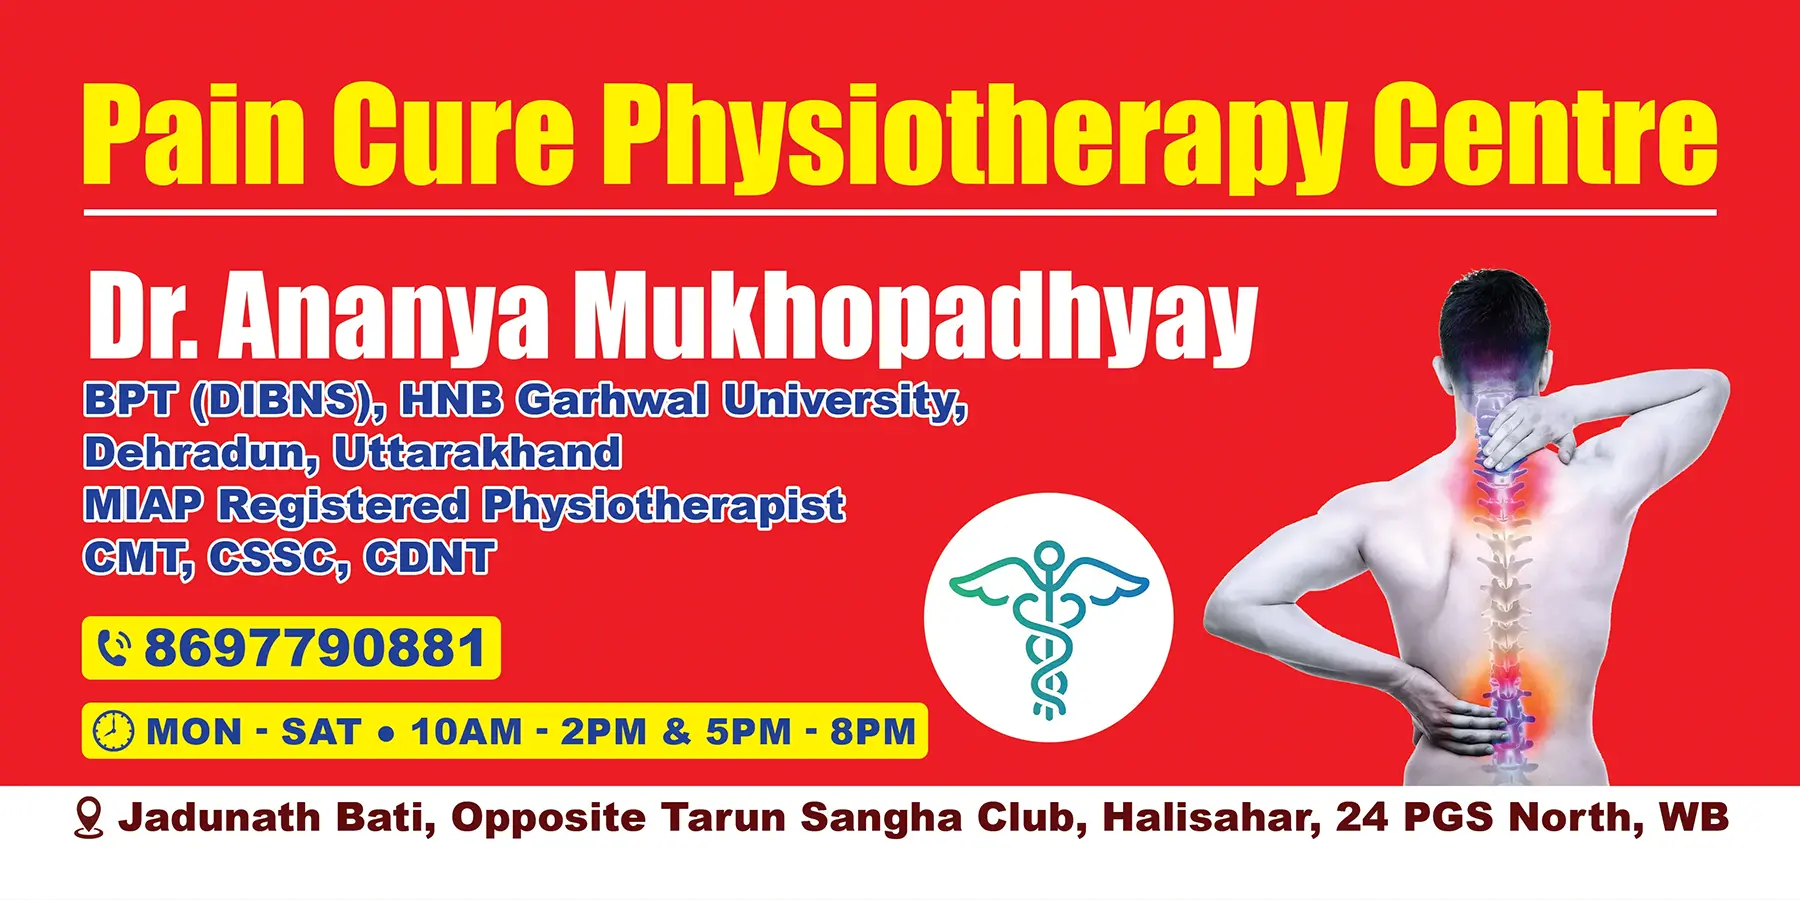 Pain Cure Physiotherapy Centre
Dr. Ananya Mukhopadhyay
BPT (DIBNS), HNB Garhwal University,
Dehradun, Uttarakhand
MIAP Registered Physiotherapist
CMT, CSSC, CDNT
8697790881
MON - SAT • 10AM - 2PM & 5PM - 8PM
Jadunath Bati, Opposite Tarun Sangha Club, Halisahar, 24 PGS North, WB